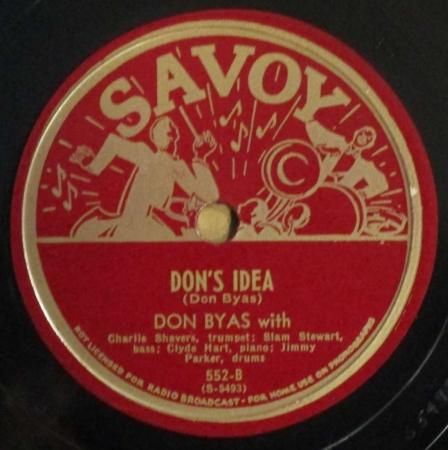 SAVOY
C
DON'S IDEA
(Don Byas)
DON BYAS with
Charlie Shavers, trumpet; Slam Stewart,
bass; Clyde Hart, piano; Jimmy
Parker, drums
552-B
(S-5493)
NOT LICENSED FOR RADIO BROADCAST - FOR HOME USE ON PHONOGRAPHS